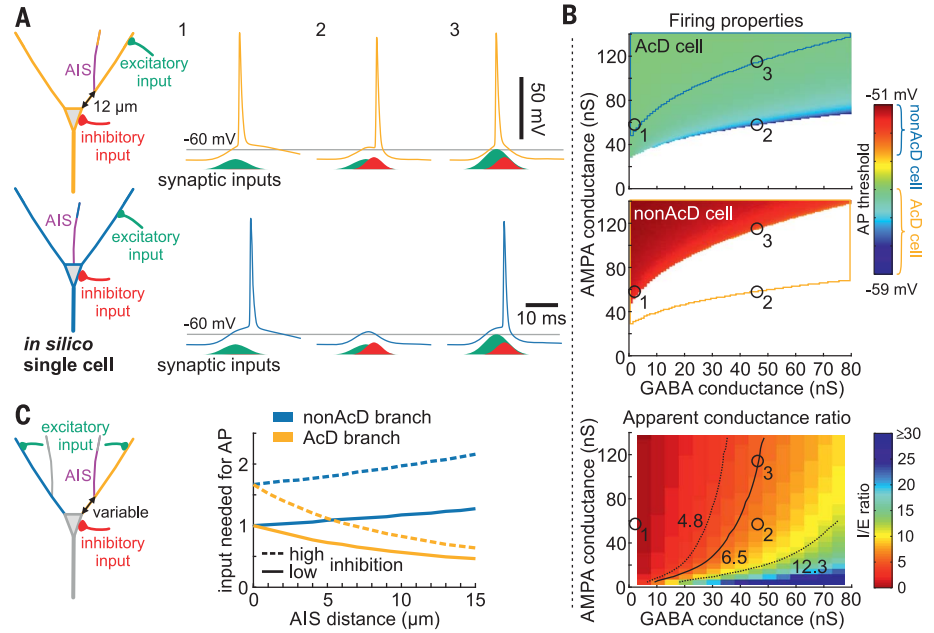 A
AIS
excitatory
input
12 µm
inhibitory
input
1
2
3
-60 mV
synaptic inputs
50 mV
AIS
excitatory
input
inhibitory
input
in silico
single cell
-60 mV
synaptic inputs
10 ms
B
Firing properties
AcD cell
AMPA conductance (nS)
0
40
80
120
1
2
3
nonAcD cell
AMPA conductance (nS)
0
40
80
120
1
2
3
0 10 20 30 40 50 60 70 80
GABA conductance (nS)
-51 mV
AP threshold
nonAcD cell
AcD cell
-59 mV
Apparent conductance ratio
AMPA conductance (nS)
0
40
80
120
1
2
3
4.8
6.5
12.3
0 10 20 30 40 50 60 70 80
GABA conductance (nS)
≥30
25
20
15
10
5
0
I/E ratio
C
excitatory
input
AIS
variable
inhibitory
input
nonAcD branch
AcD branch
input needed for AP
0
1
2
high
low
inhibition
0 5 10 15
AIS distance (µm)